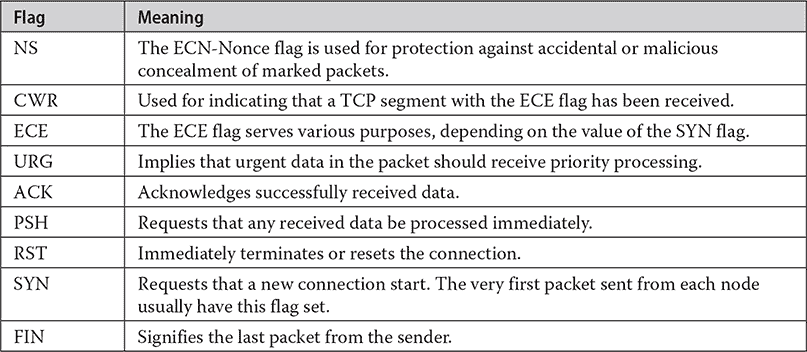 Flag Meaning
NS The ECN-Nonce flag is used for protection against accidental or malicious
concealment of marked packets.
CWR Used for indicating that a TCP segment with the ECE flag has been received.
ECE The ECE flag serves various purposes, depending on the value of the SYN flag.
URG Implies that urgent data in the packet should receive priority processing.
ACK Acknowledges successfully received data.
PSH Requests that any received data be processed immediately.
RST Immediately terminates or resets the connection.
SYN Requests that a new connection start. The very first packet sent from each node
usually have this flag set.
FIN Signifies the last packet from the sender.